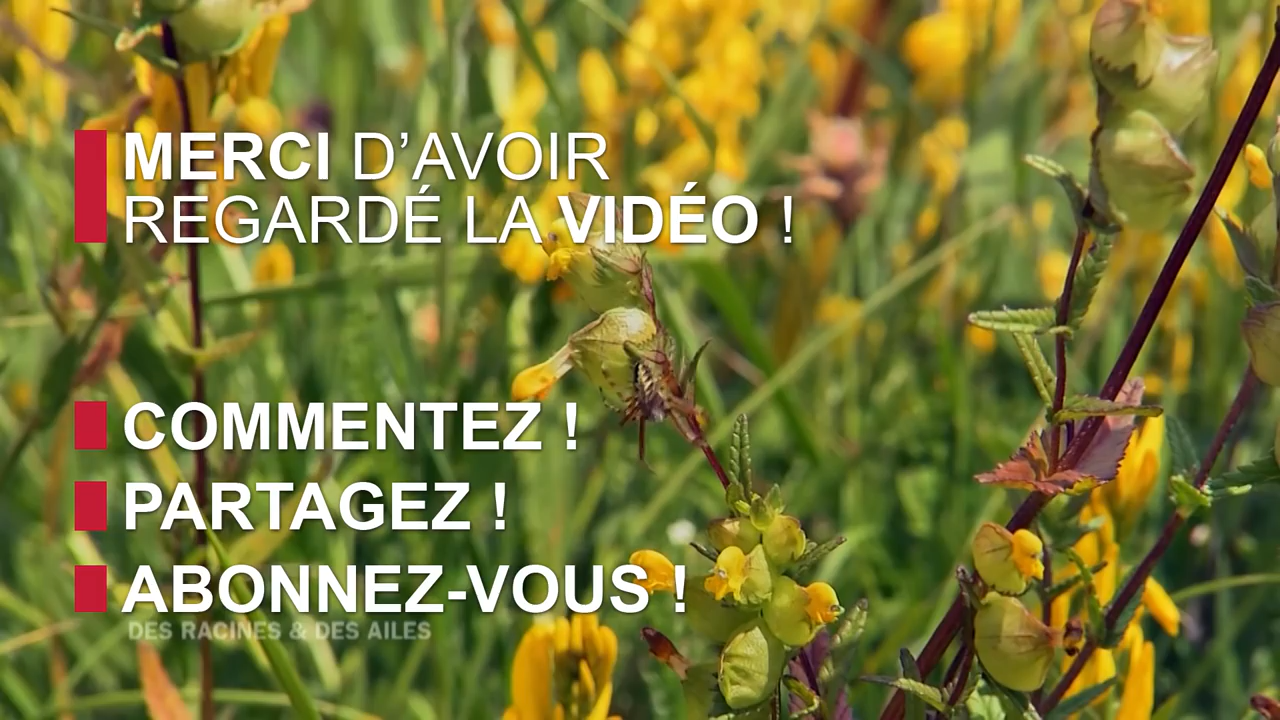 MERCI D’AVOIR
REGARDÉ LA VIDÉO !
COMMENTEZ !
PARTAGEZ !
ABONNEZ-VOUS !
DES RACINES & DES AILES